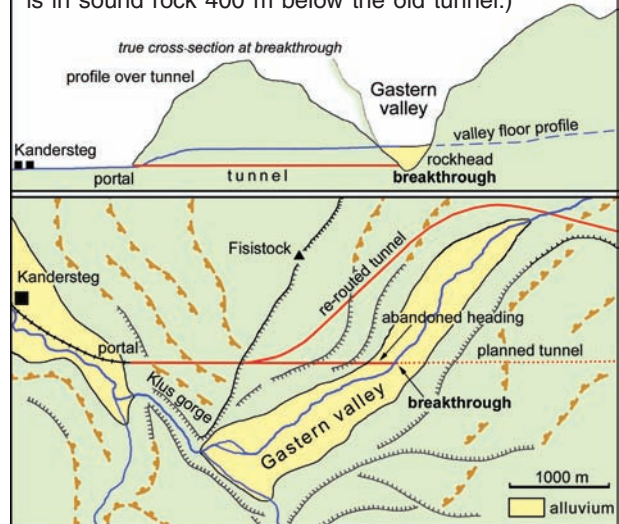 is in sound rock 400 m below the old tunnel.)
true cross-section at breakthrough
profile over tunnel
Gastern
valley
Kandersteg
valley floor profile
portal
tunnel
rockhead
breakthrough
Fisistock
Kandersteg
re-routed tunnel
portal
abandoned heading
planned tunnel
Klus gorge
breakthrough
Gastern valley
1000 m
alluvium